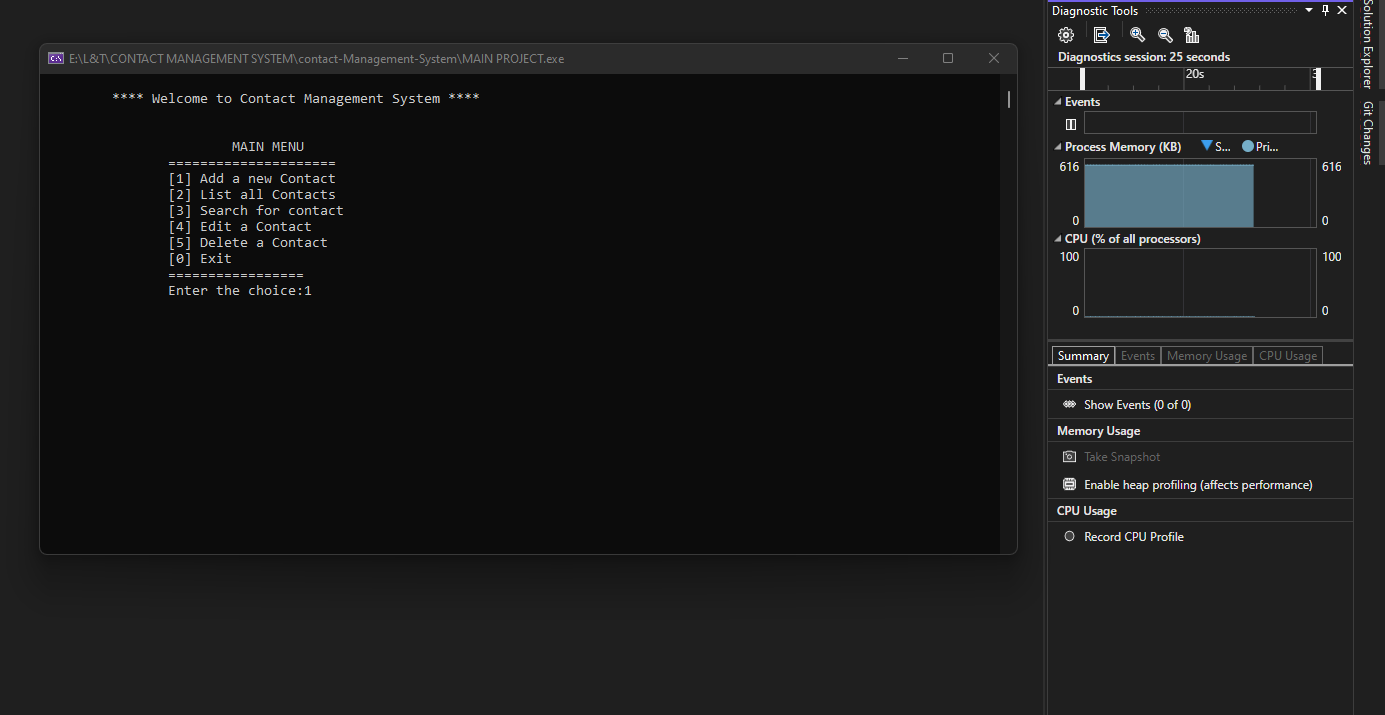 E:\L&T\CONTACT MANAGEMENT SYSTEM\contact-Management-System\MAIN PROJECT.exe
**** Welcome to Contact Management System ****
MAIN MENU
=====================
[1] Add a new Contact
[2] List all Contacts
[3] Search for contact
[4] Edit a Contact
[5] Delete a Contact
[0] Exit
=================
Enter the choice:1
Diagnostic Tools
Diagnostics session: 25 seconds
20s
Events
Process Memory (KB) S... Pri...
616 616
0 0
CPU (% of all processors)
100 100
0 0
Summary Events Memory Usage CPU Usage
Events
Show Events (0 of 0)
Memory Usage
Take Snapshot
Enable heap profiling (affects performance)
CPU Usage
Record CPU Profile
Solution Explorer
Git Changes